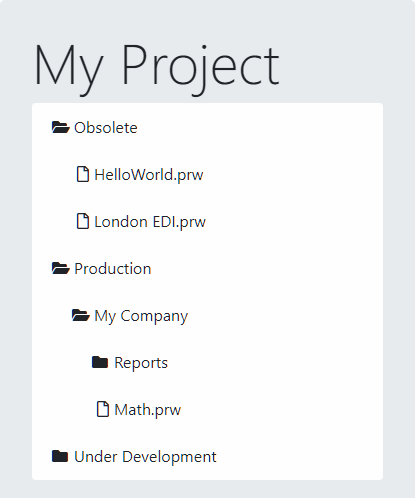 My Project
Obsolete
HelloWorld.prw
London EDI.prw
Production
My Company
Reports
Math.prw
Under Development